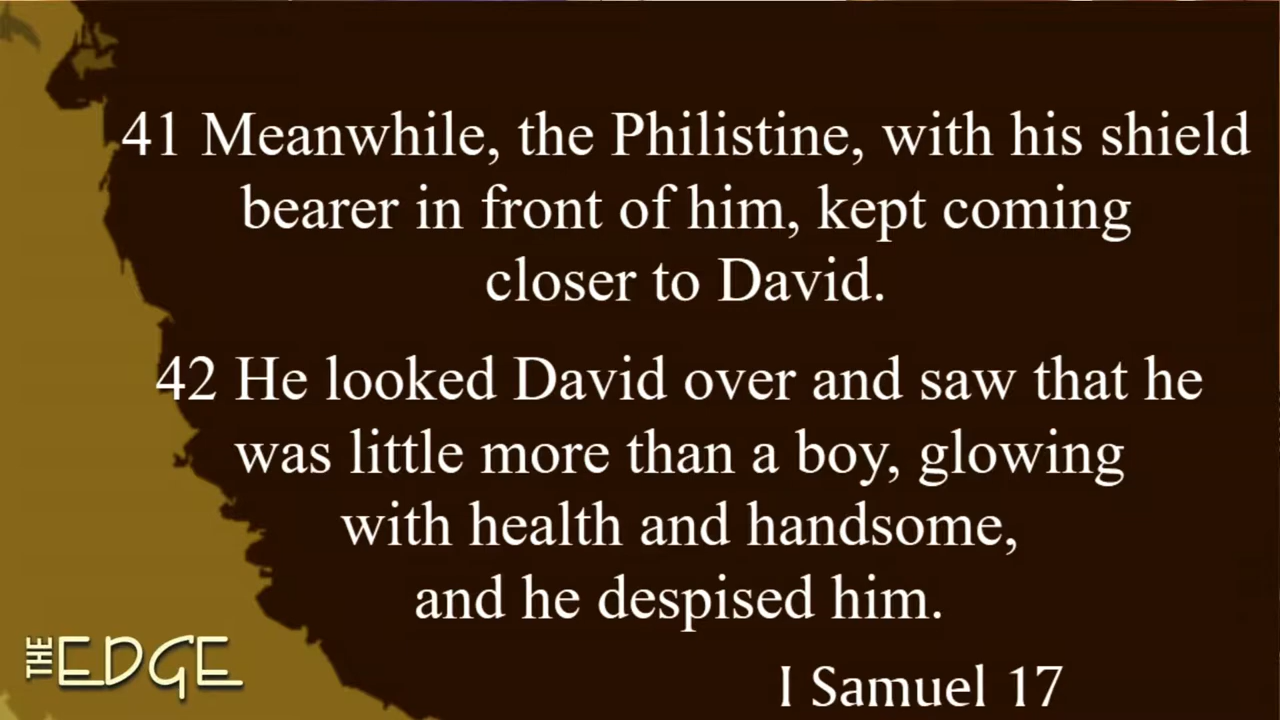 41 Meanwhile, the Philistine, with his shield
bearer in front of him, kept coming
closer to David.
42 He looked David over and saw that he
was little more than a boy, glowing
with health and handsome,
and he despised him.
THE EDGE
I Samuel 17